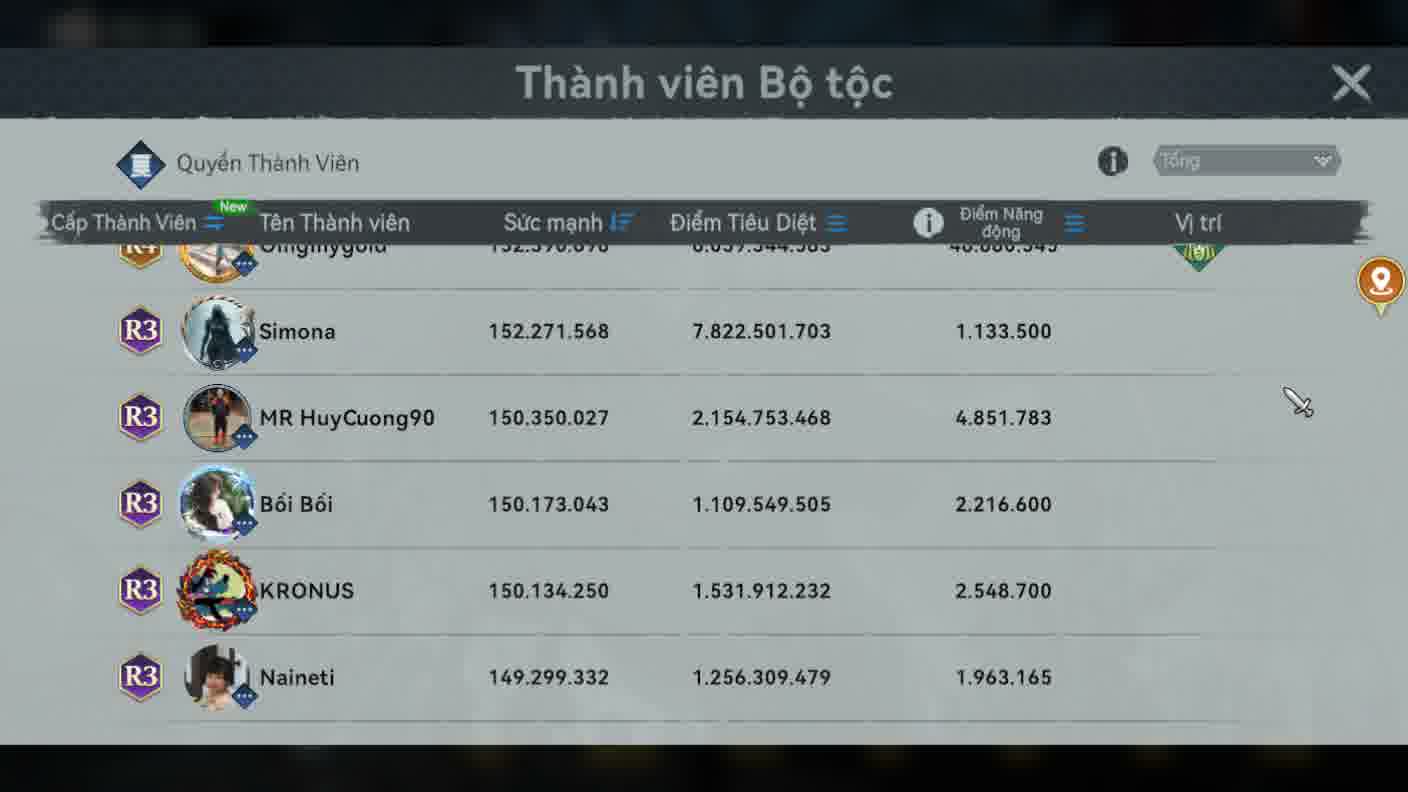 Thành viên Bộ tộc
Quyển Thành Viên
Tổng
Cấp Thành Viên New Tên Thành viên Sức mạnh Điểm Tiêu Diệt Điểm Năng động Vị trí
R3 Simona 152.271.568 7.822.501.703 1.133.500
R3 MR HuyCuong90 150.350.027 2.154.753.468 4.851.783
R3 Bối Bối 150.173.043 1.109.549.505 2.216.600
R3 KRONUS 150.134.250 1.531.912.232 2.548.700
R3 Naineti 149.299.332 1.256.309.479 1.963.165